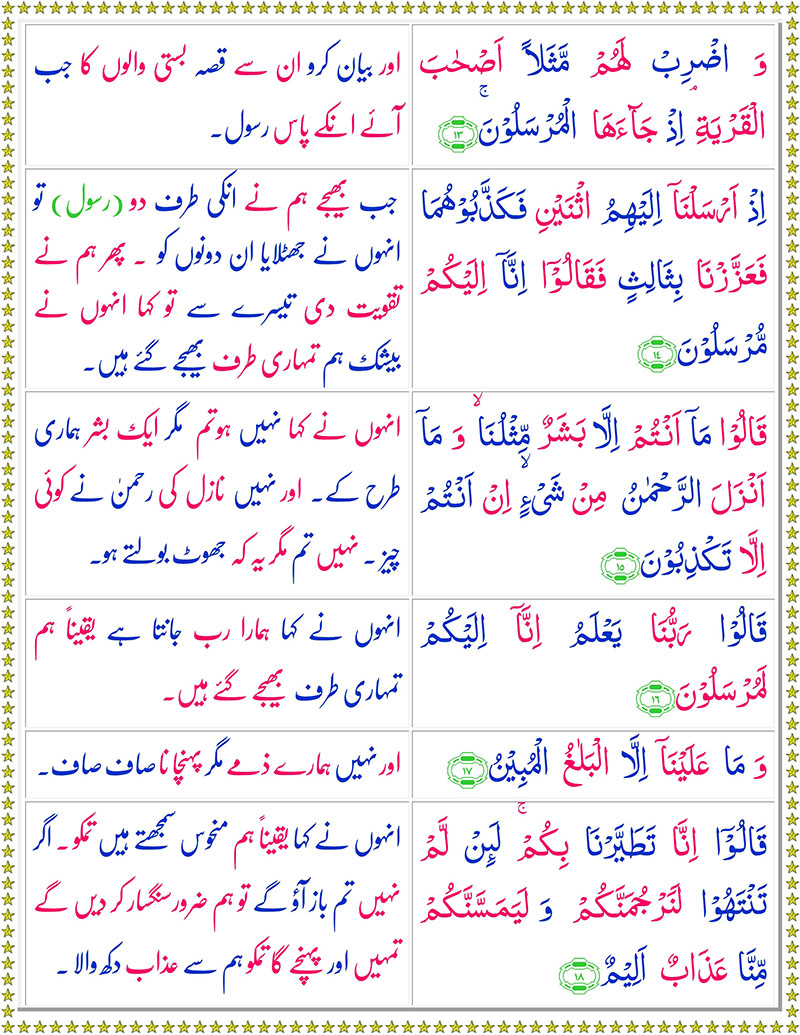 وَ اضْرِبْ لَهُمْ مَّثَلًا اَصْحٰبَ
الْقَرْيَةِ ۘ اِذْ جَآءَهَا الْمُرْسَلُوْنَ ۚ ﴿۱۳﴾
اور بیان کرو ان سے قصہ بستی والوں کا جب
آئے انکے پاس رسول۔
اِذْ اَرْسَلْنَاۤ اِلَيْهِمُ اثْنَيْنِ فَكَذَّبُوْهُمَا
فَعَزَّزْنَا بِثَالِثٍ فَقَالُوْۤا اِنَّاۤ اِلَيْكُمْ
مُّرْسَلُوْنَ ﴿۱۴﴾
جب بھیجے ہم نے انکی طرف دو (رسول) تو
انہوں نے جھٹلایا ان دونوں کو ۔ پھر ہم نے
تقویت دی تیسرے سے تو کہا انہوں نے
بیشک ہم تمہاری طرف بھیجے گئے ہیں۔
قَالُوْا مَاۤ اَنْتُمْ اِلَّا بَشَرٌ مِّثْلُنَا ۙ وَ مَاۤ
اَنْزَلَ الرَّحْمٰنُ مِنْ شَیْءٍ ۙ اِنْ اَنْتُمْ
اِلَّا تَكْذِبُوْنَ ﴿۱۵﴾
انہوں نے کہا نہیں ہوتم مگر ایک بشر ہماری
طرح کے۔ اور نہیں نازل کی رحمن نے کوئی
چیز ۔ نہیں تم مگر یہ کہ جھوٹ بولتے ہو۔
قَالُوْا رَبُّنَا يَعْلَمُ اِنَّاۤ اِلَيْكُمْ
لَمُرْسَلُوْنَ ﴿۱۶﴾
انہوں نے کہا ہمارا رب جانتا ہے یقیناً ہم
تمہاری طرف بھیجے گئے ہیں۔
وَ مَا عَلَيْنَاۤ اِلَّا الْبَلٰغُ الْمُبِيْنُ ﴿۱۷﴾
اور نہیں ہمارے ذمے مگر پہنچانا صاف صاف۔
قَالُوْۤا اِنَّا تَطَيَّرْنَا بِكُمْ ۚ لَئِنْ لَّمْ
تَنْتَهُوْا لَنَرْجُمَنَّكُمْ وَ لَيَمَسَّنَّكُمْ
مِّنَّا عَذَابٌ اَلِيْمٌ ﴿۱۸﴾
انہوں نے کہا یقیناً ہم منحوس سمجھتے ہیں تمکو۔ اگر
نہیں تم باز آؤ گے تو ہم ضرور سنگسار کر دیں گے
تمہیں اور پہنچے گا تمکو ہم سے عذاب دکھ والا ۔